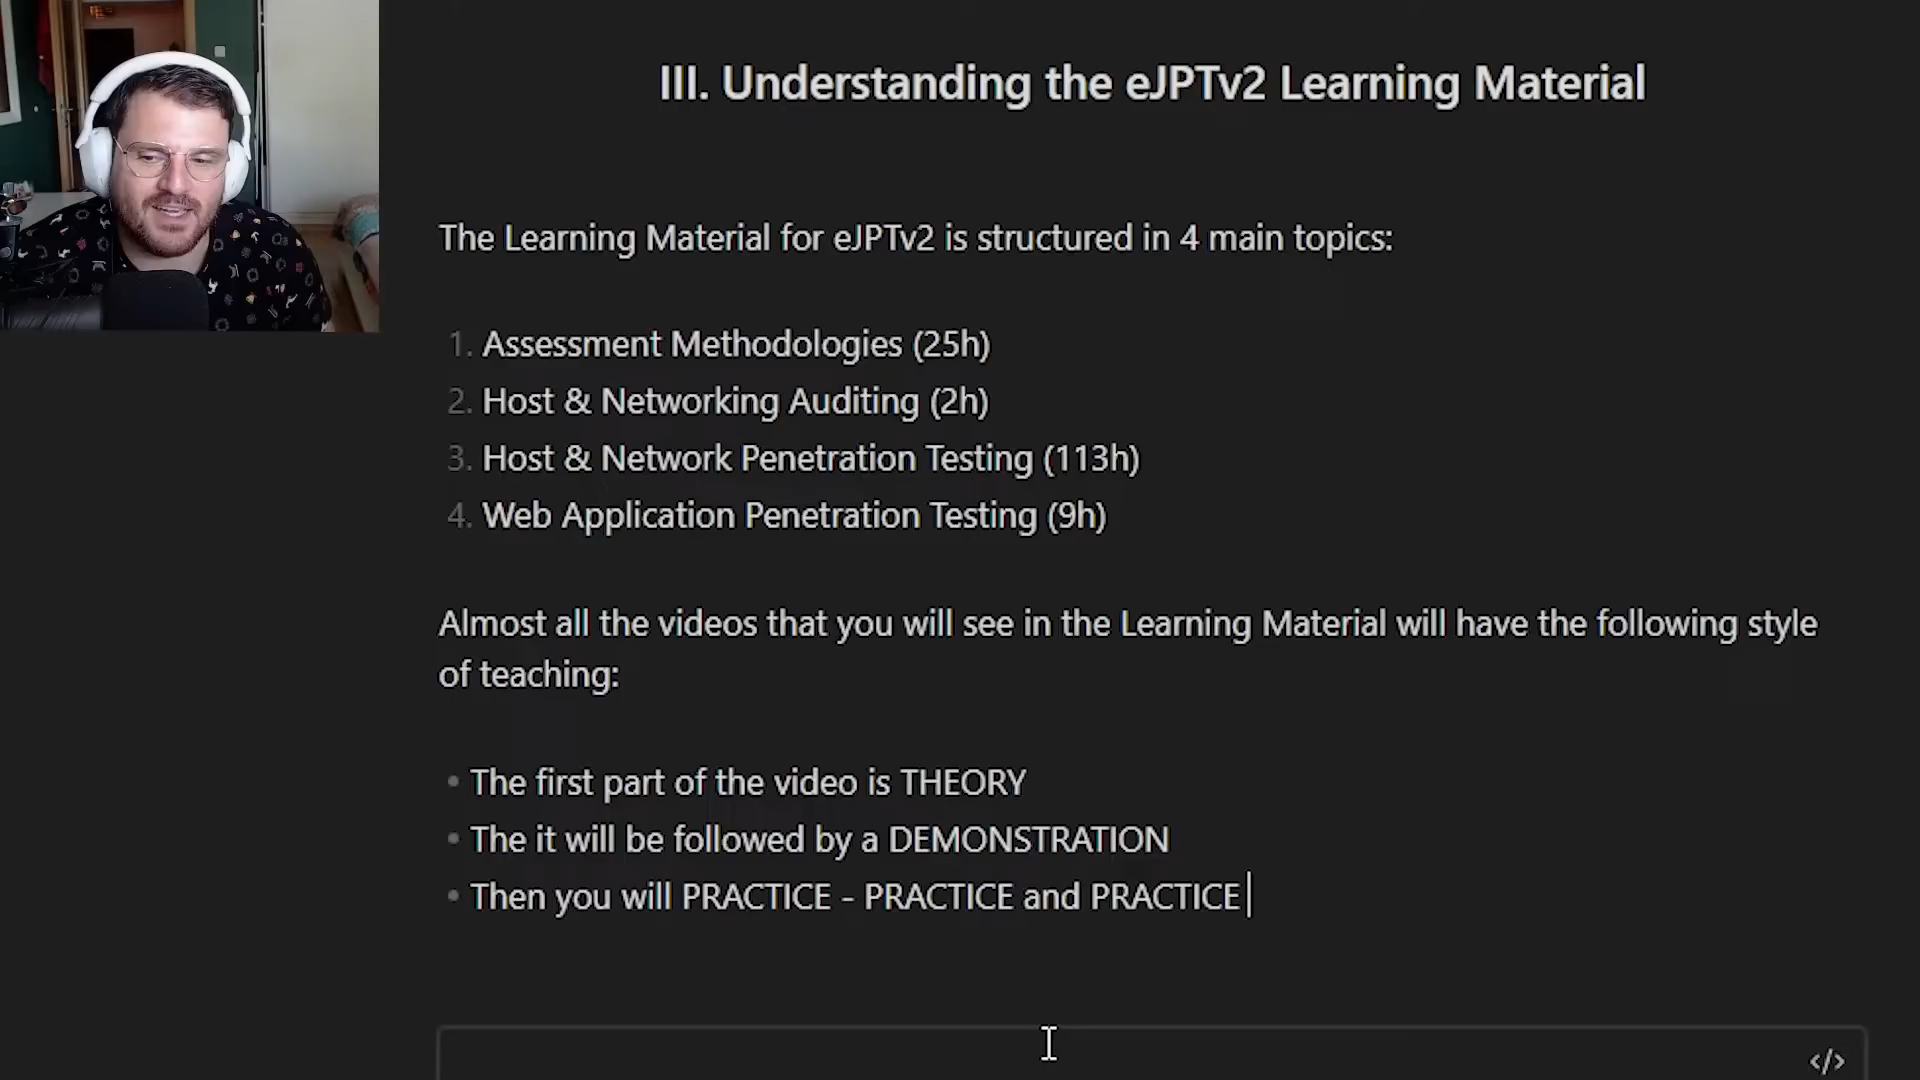 III. Understanding the eJPTv2 Learning Material
The Learning Material for eJPTv2 is structured in 4 main topics:
1. Assessment Methodologies (25h)
2. Host & Networking Auditing (2h)
3. Host & Network Penetration Testing (113h)
4. Web Application Penetration Testing (9h)
Almost all the videos that you will see in the Learning Material will have the following style
of teaching:
• The first part of the video is THEORY
• The it will be followed by a DEMONSTRATION
• Then you will PRACTICE - PRACTICE and PRACTICE
</>